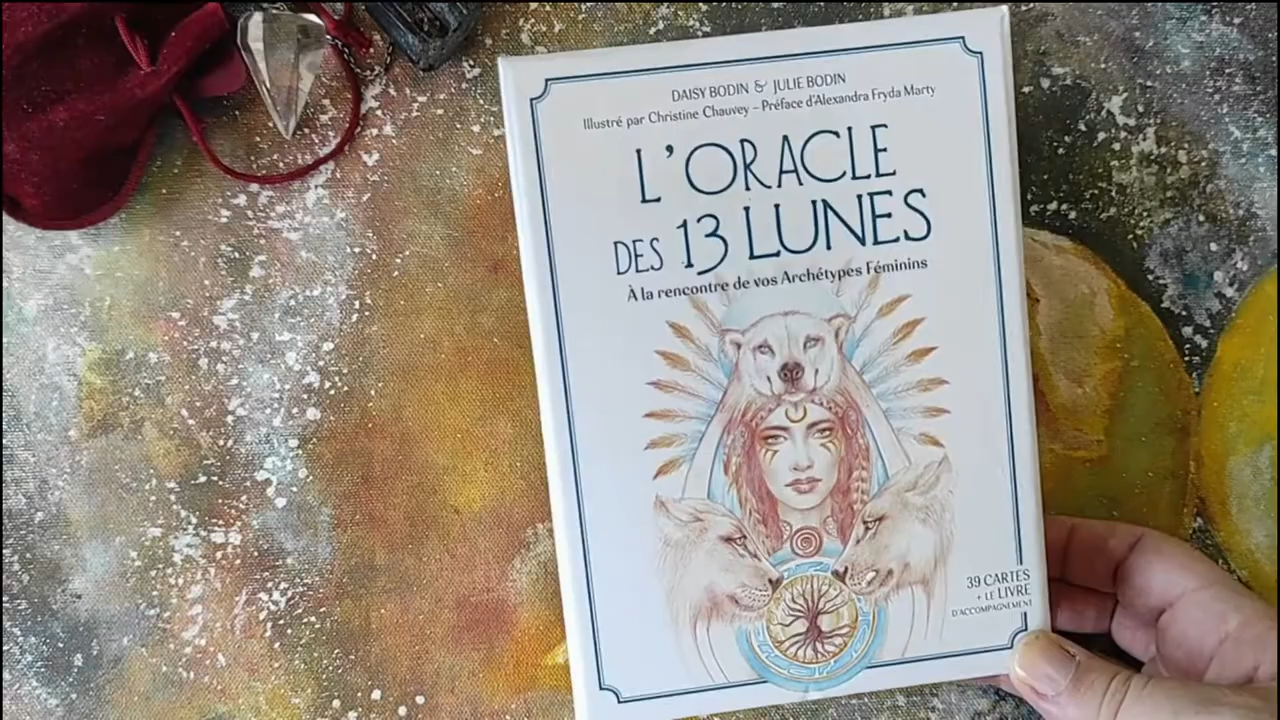 DAISY BODIN & JULIE BODIN
Illustré par Christine Chauvey – Préface d'Alexandra Fryda Marty
L'ORACLE
DES 13 LUNES
À la rencontre de vos Archétypes Féminins
39 CARTES
+ LE LIVRE
D'ACCOMPAGNEMENT